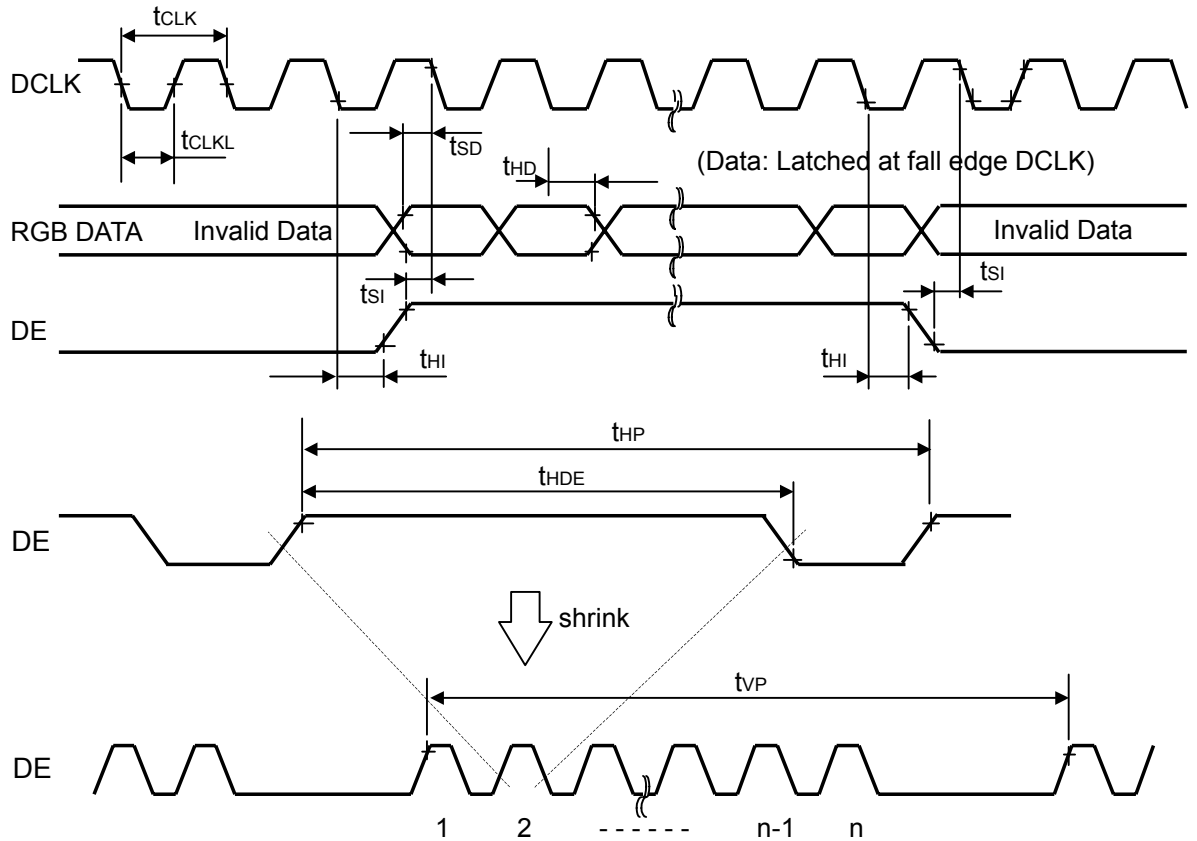 tCLK
DCLK
tCLKL
tSD
(Data: Latched at fall edge DCLK)
tHD
RGB DATA
Invalid Data
Invalid Data
tSI
tSI
DE
tHI
tHI
tHP
tHDE
DE
shrink
tVP
DE
1 2 - - - - - - n-1 n